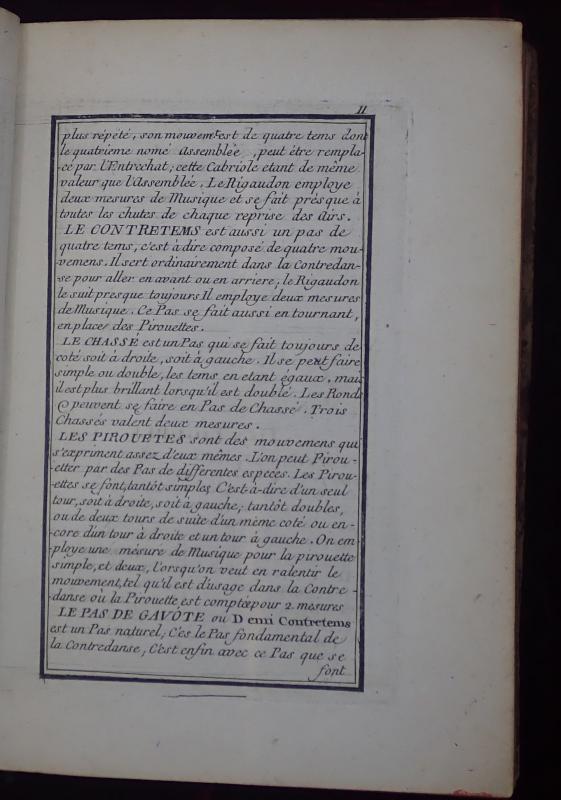 11
plus répété, son mouvemt. est de quatre tems dont
le quatrieme nomé assemblée, peut étre rempla-
-cé par l'Entrechat; cette Cabriole etant de même
valeur que l'Assemblée. Le Rigaudon employe
deux mesures de Musique et se fait présque à
toutes les chutes de chaque reprise des Airs.
LE CONTRETEMS est aussi un pas de
quatre tems, c'est à dire composé de quatre mou-
-vemens. Il sert ordinairement dans la Contredan-
-se pour aller en avant ou en arriere; le Rigaudon
le suit presque toujours Il employe deux mesures
de Musique. Ce Pas se fait aussi en tournant,
en place des Pirouettes.
LE CHASSÉ est un Pas qui se fait toujours de
coté soit à droite, soit à gauche. Il se peut faire
simple ou double, les tems en etant égaux, mais
il est plus brillant lorsqu'il est doublé. Les Ronds
peuvent se faire en Pas de Chassé. Trois
Chassés valent deux mesures.
LES PIROUETES sont des mouvemens qui
s'expriment assez d'eux mêmes. L'on peut Pirou-
-etter par des Pas de differentes especes. Les Pirou-
-ettes se font, tantôt simples, C'est-à-dire d'un seul
tour, soit à droite, soit à gauche; tantôt doubles,
ou de deux tours de suite d'un même coté ou en-
-core d'un tour à droite et un tour à gauche. On em-
-ploye une mésure de Musique pour la pirouette
simple, et deux, l'orsqu'on veut en ralentir le
mouvement, tel qu'il est d'usage dans la Contre-
-danse où la Pirouette est comptée pour 2. mesures
LE PAS DE GAVOTE ou Demi Contretems
est un Pas naturel; C'es le Pas fondamental de
la Contredanse; C'est enfin avec ce Pas que se
font